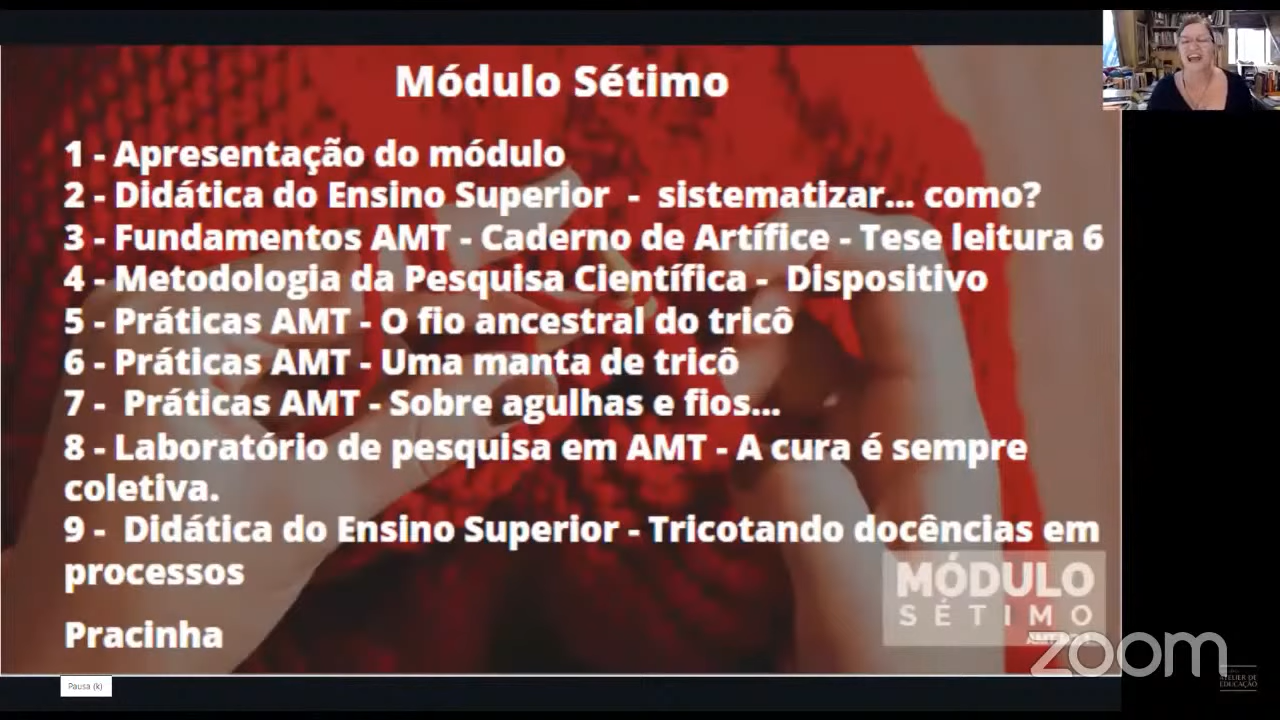 Módulo Sétimo
1 - Apresentação do módulo
2 - Didática do Ensino Superior - sistematizar... como?
3 - Fundamentos AMT - Caderno de Artífice - Tese leitura 6
4 - Metodologia da Pesquisa Científica - Dispositivo
5 - Práticas AMT - O fio ancestral do tricô
6 - Práticas AMT - Uma manta de tricô
7 - Práticas AMT - Sobre agulhas e fios...
8 - Laboratório de pesquisa em AMT - A cura é sempre
coletiva.
9 - Didática do Ensino Superior - Tricotando docências em
processos
Pracinha
MÓDULO
SÉTIMO
zoom
Pausa (k)
ATELIER DE
EDUCAÇÃO